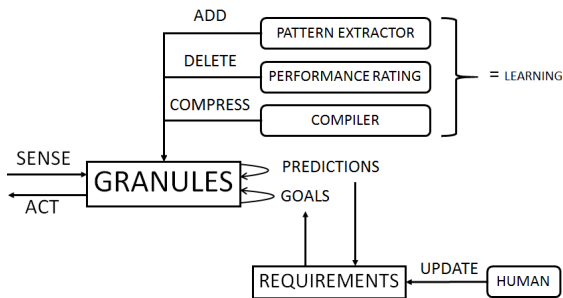 ADD
PATTERN EXTRACTOR
DELETE
PERFORMANCE RATING
= LEARNING
COMPRESS
COMPILER
SENSE
GRANULES
PREDICTIONS
ACT
GOALS
REQUIREMENTS
UPDATE
HUMAN